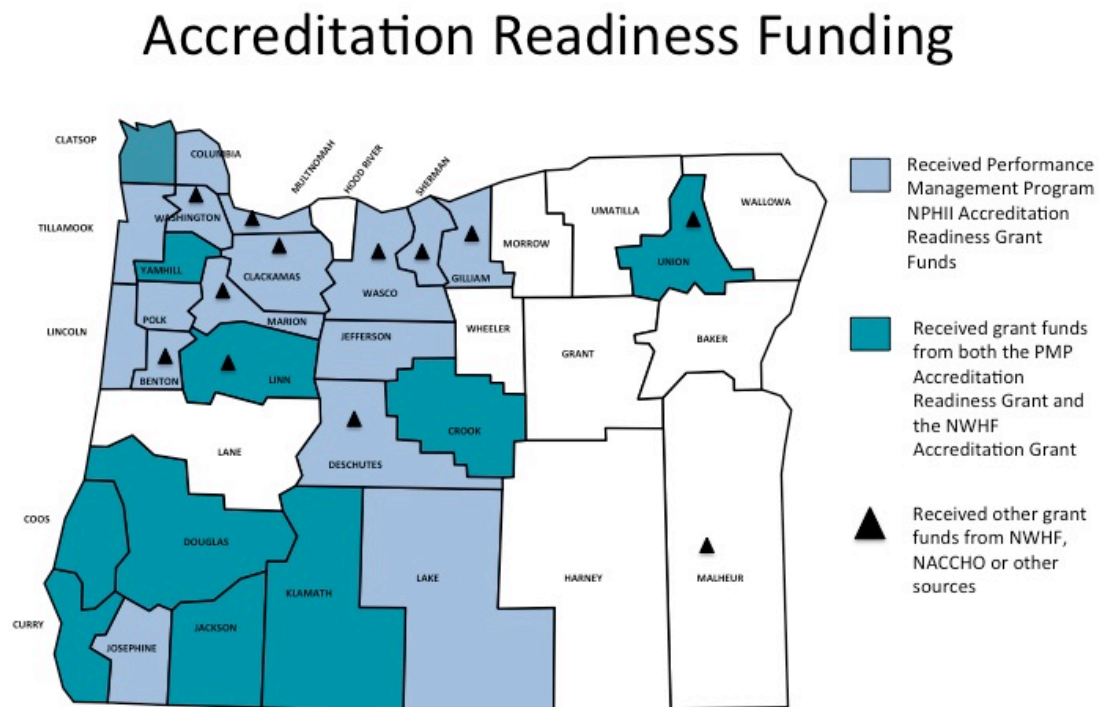 Accreditation Readiness Funding
CLATSOP
COLUMBIA
MULTNOMAH
HOOD RIVER
SHERMAN
WASHINGTON
TILLAMOOK
YAMHILL
CLACKAMAS
WASCO
GILLIAM
MORROW
UMATILLA
UNION
WALLOWA
LINCOLN
POLK
MARION
JEFFERSON
WHEELER
GRANT
BAKER
BENTON
LINN
CROOK
LANE
DESCHUTES
COOS
DOUGLAS
KLAMATH
LAKE
HARNEY
MALHEUR
CURRY
JOSEPHINE
JACKSON
Received Performance
Management Program
NPHII Accreditation
Readiness Grant
Funds
Received grant funds
from both the PMP
Accreditation
Readiness Grant and
the NWHF
Accreditation Grant
Received other grant
funds from NWHF,
NACCHO or other
sources